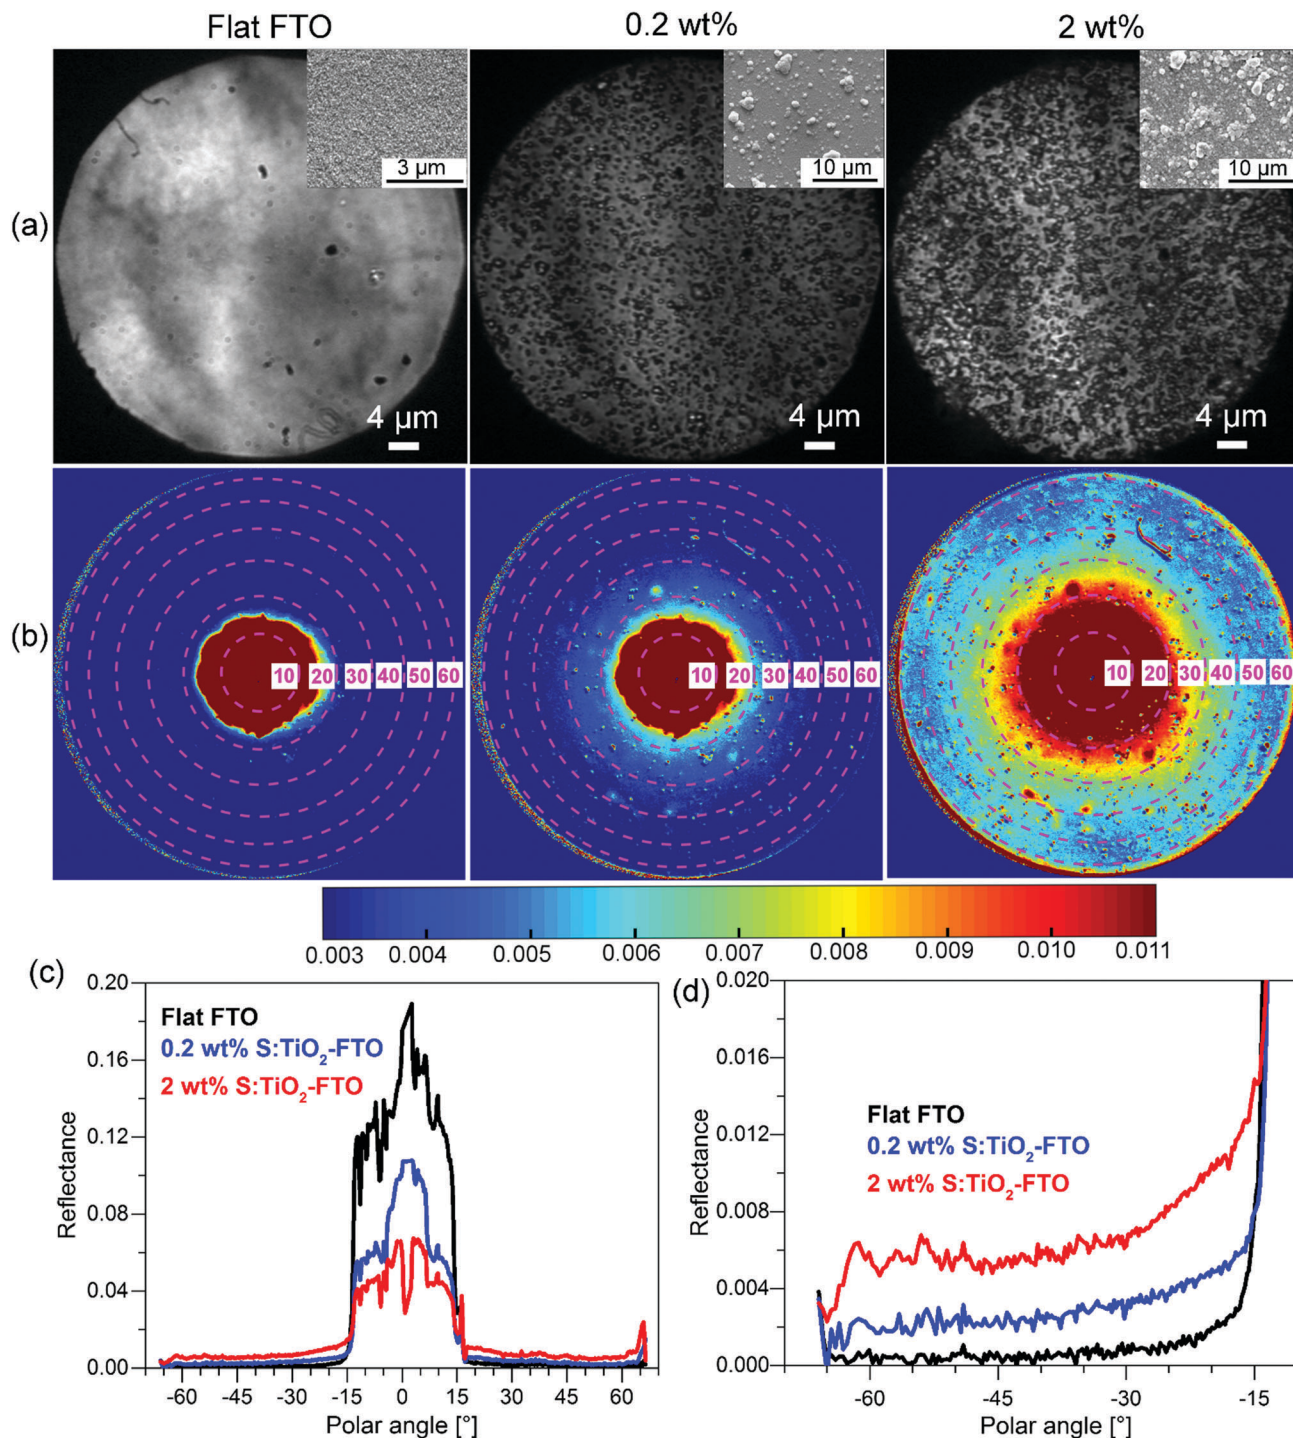 Flat FTO 0.2 wt% 2 wt%
(a)
3 µm 10 µm 10 µm
4 µm 4 µm 4 µm
(b)
10 20 30 40 50 60 10 20 30 40 50 60 10 20 30 40 50 60
0.003 0.004 0.005 0.006 0.007 0.008 0.009 0.010 0.011
(c)
0.20
0.16
0.12
0.08
0.04
0.00
Reflectance
Flat FTO
0.2 wt% S:TiO₂-FTO
2 wt% S:TiO₂-FTO
-60 -45 -30 -15 0 15 30 45 60
Polar angle [°]
(d)
0.020
0.016
0.012
0.008
0.004
0.000
Reflectance
Flat FTO
0.2 wt% S:TiO₂-FTO
2 wt% S:TiO₂-FTO
-60 -45 -30 -15
Polar angle [°]